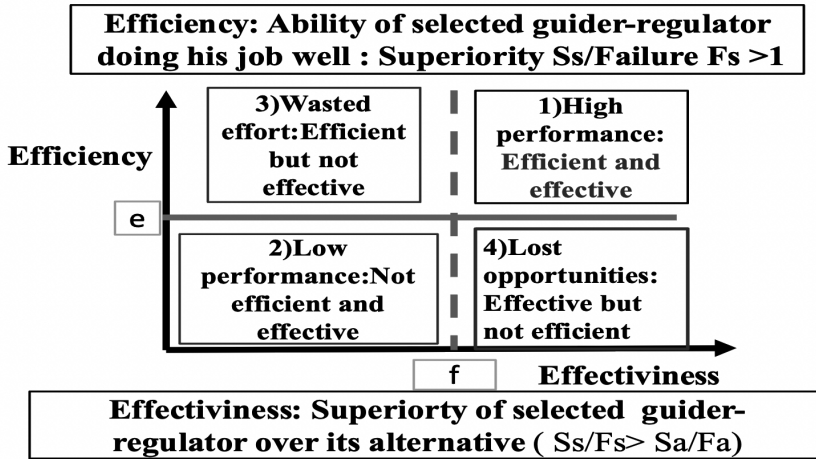 Efficiency: Ability of selected guider-regulator
doing his job well : Superiority Ss/Failure Fs >1
3)Wasted
effort:Efficient
but not
effective
1)High
performance:
Efficient and
effective
Efficiency
e
2)Low
performance:Not
efficient and
effective
4)Lost
opportunities:
Effective but
not efficient
f
Effectiviness
Effectiviness: Superiorty of selected guider-
regulator over its alternative ( Ss/Fs> Sa/Fa)